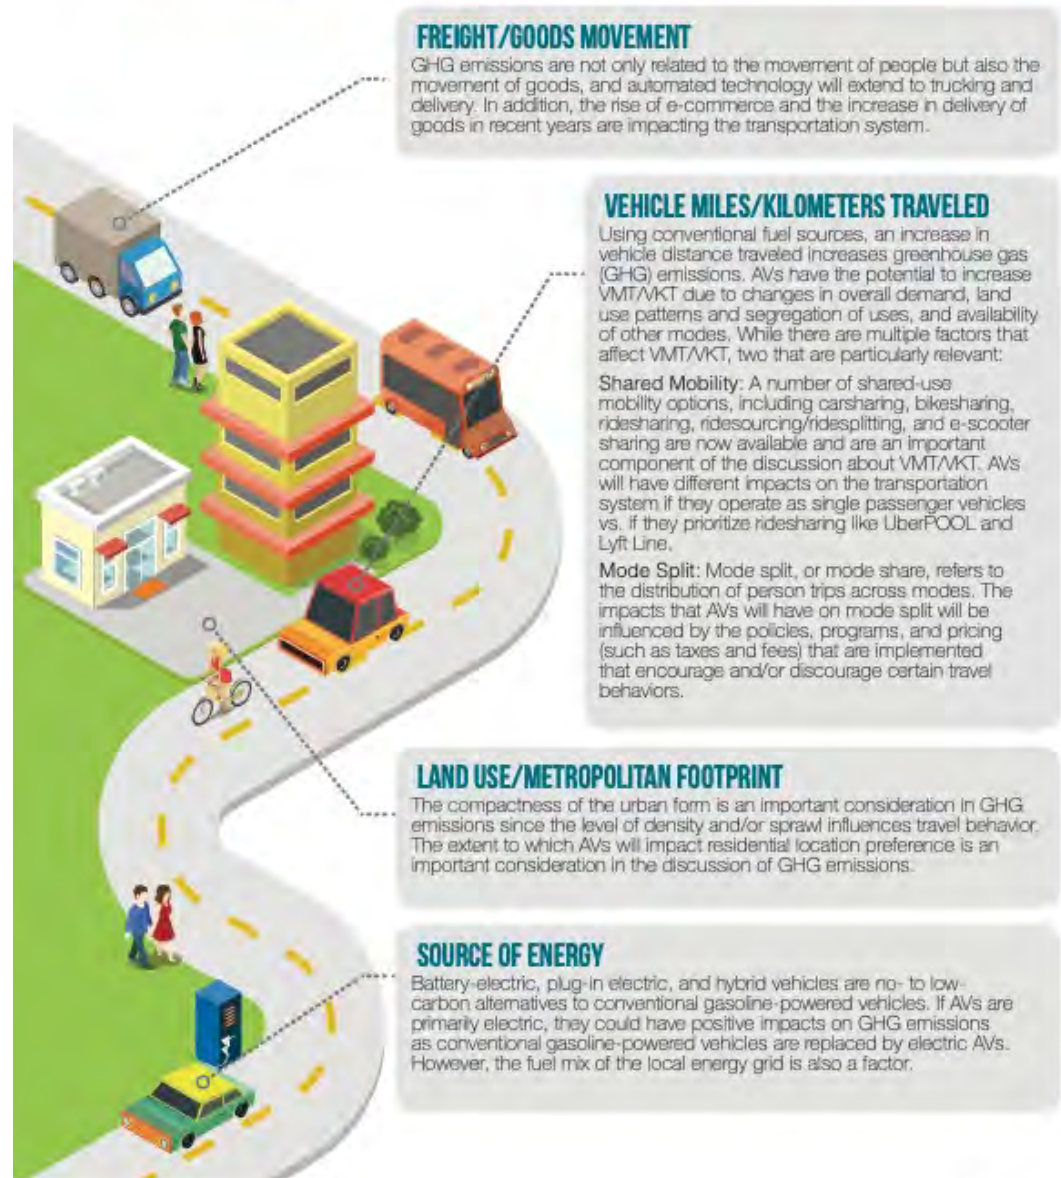 FREIGHT/GOODS MOVEMENT
GHG emissions are not only related to the movement of people but also the
movement of goods, and automated technology will extend to trucking and
delivery. In addition, the rise of e-commerce and the increase in delivery of
goods in recent years are impacting the transportation system.
VEHICLE MILES/KILOMETERS TRAVELED
Using conventional fuel sources, an increase in
vehicle distance traveled increases greenhouse gas
(GHG) emissions. AVs have the potential to increase
VMT/VKT due to changes in overall demand, land
use patterns and segregation of uses, and availability
of other modes. While there are multiple factors that
affect VMT/VKT, two that are particularly relevant:
Shared Mobility: A number of shared-use
mobility options, including carsharing, bikesharing,
ridesharing, ridesourcing/ridesplitting, and e-scooter
sharing are now available and are an important
component of the discussion about VMT/VKT. AVs
will have different impacts on the transportation
system if they operate as single passenger vehicles
vs. if they prioritize ridesharing like UberPOOL and
Lyft Line.
Mode Split: Mode split, or mode share, refers to
the distribution of person trips across modes. The
impacts that AVs will have on mode split will be
influenced by the policies, programs, and pricing
(such as taxes and fees) that are implemented
that encourage and/or discourage certain travel
behaviors.
LAND USE/METROPOLITAN FOOTPRINT
The compactness of the urban form is an important consideration in GHG
emissions since the level of density and/or sprawl influences travel behavior.
The extent to which AVs will impact residential location preference is an
important consideration in the discussion of GHG emissions.
SOURCE OF ENERGY
Battery-electric, plug-in electric, and hybrid vehicles are no- to low-
carbon alternatives to conventional gasoline-powered vehicles. If AVs are
primarily electric, they could have positive impacts on GHG emissions
as conventional gasoline-powered vehicles are replaced by electric AVs.
However, the fuel mix of the local energy grid is also a factor.